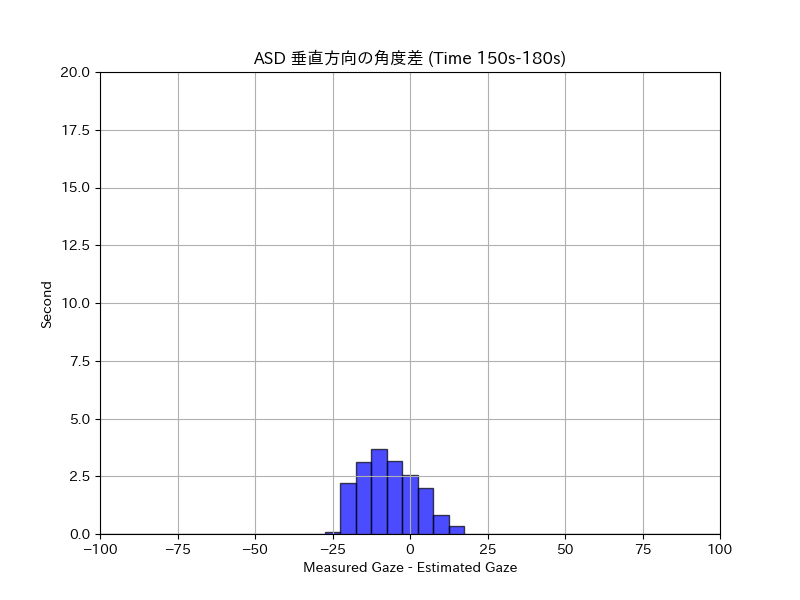 ASD 垂直方向の角度差 (Time 150s-180s)
20.0
17.5
15.0
12.5
10.0
7.5
5.0
2.5
0.0
Second
−100 −75 −50 −25 0 25 50 75 100
Measured Gaze - Estimated Gaze